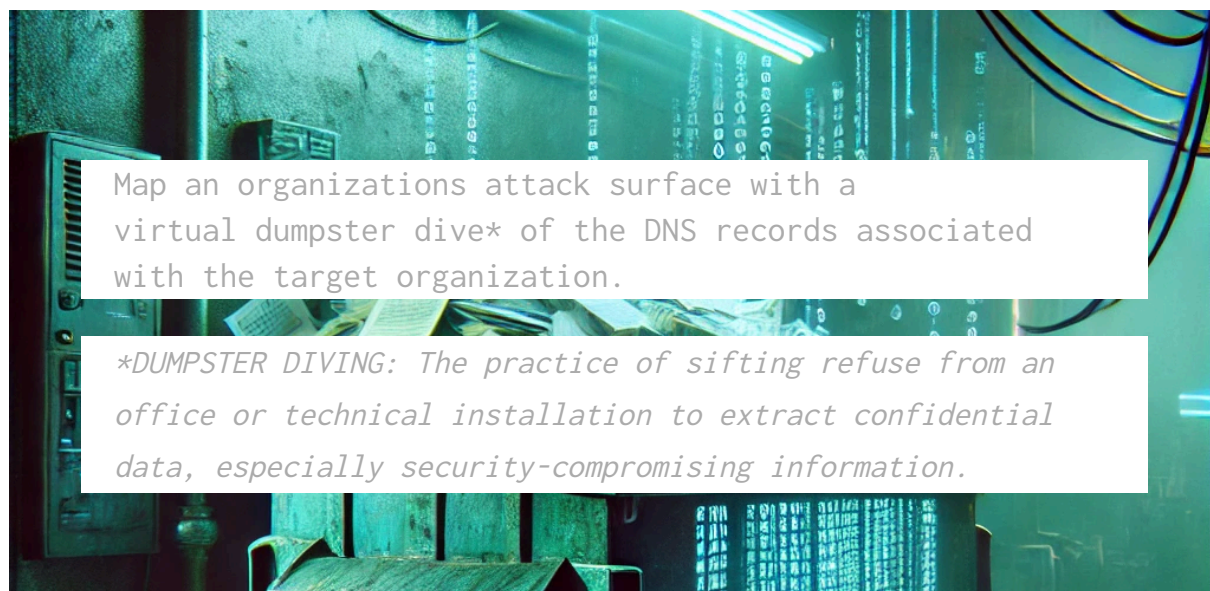 Map an organizations attack surface with a
virtual dumpster dive* of the DNS records associated
with the target organization.
*DUMPSTER DIVING: The practice of sifting refuse from an
office or technical installation to extract confidential
data, especially security-compromising information.